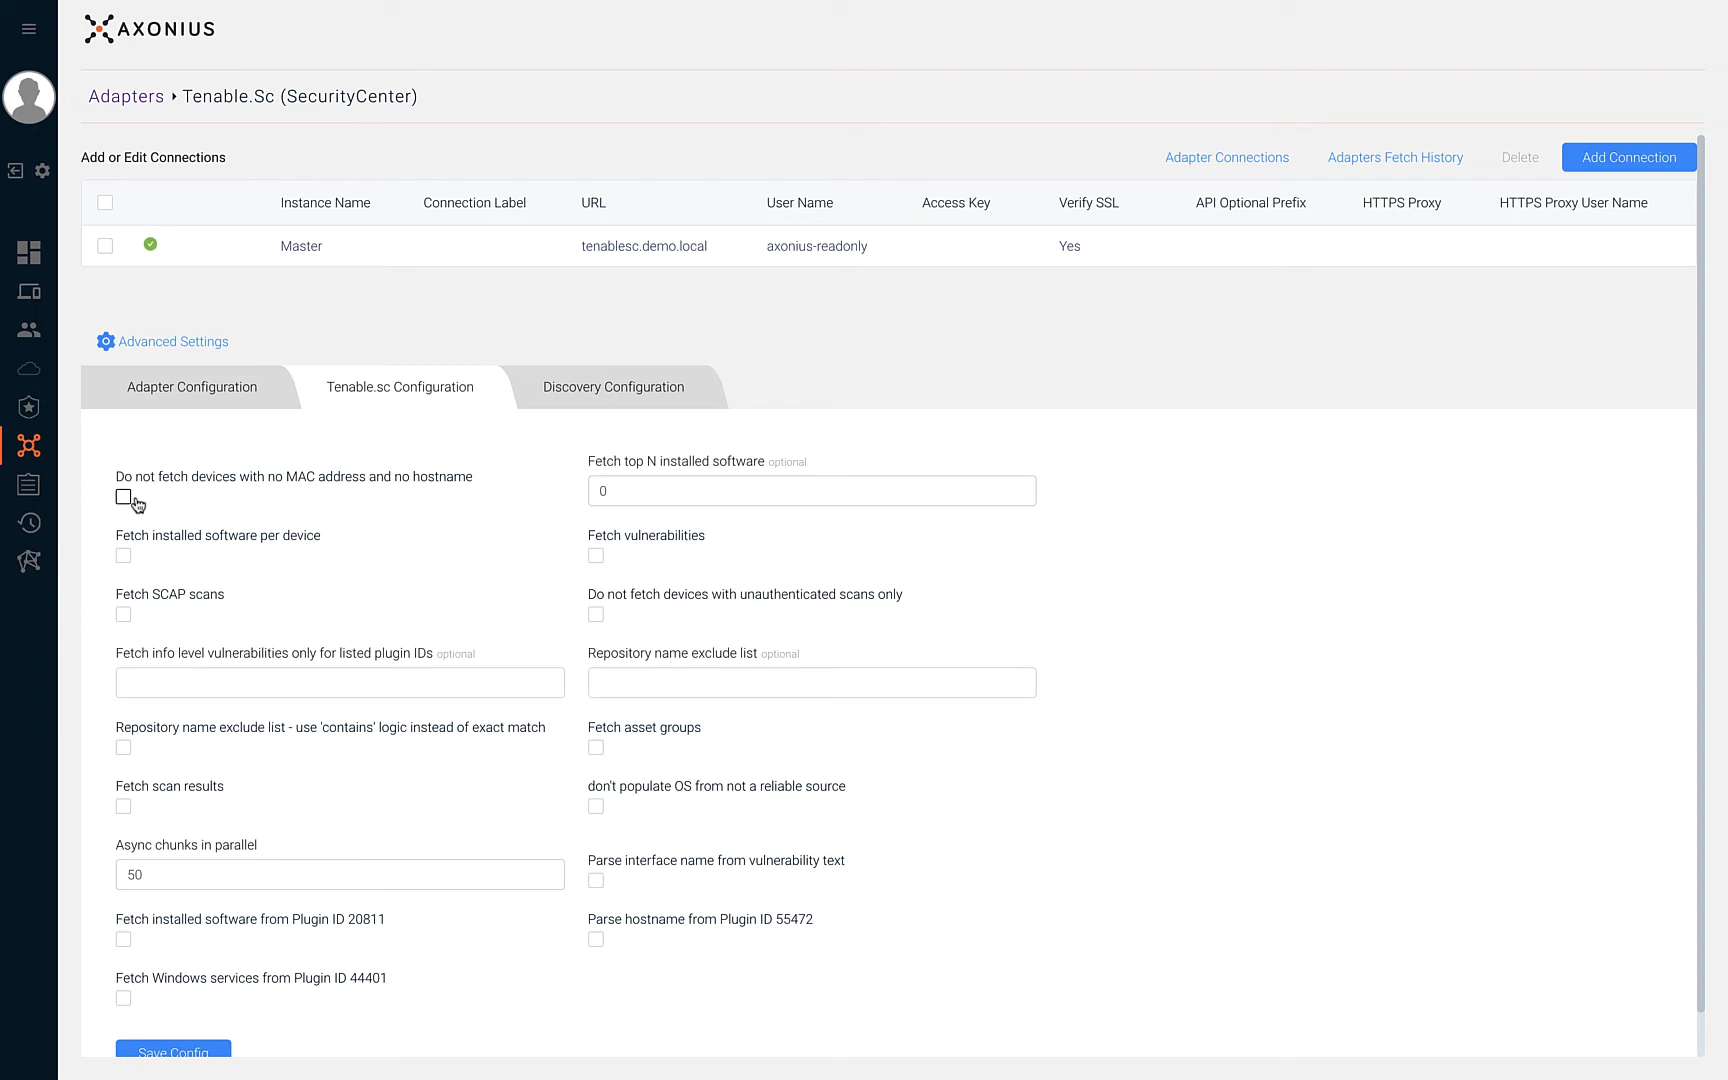 AXONIUS
Adapters ‣ Tenable.Sc (SecurityCenter)
Add or Edit Connections
Adapter Connections
Adapters Fetch History
Delete
Add Connection
Instance Name
Connection Label
URL
User Name
Access Key
Verify SSL
API Optional Prefix
HTTPS Proxy
HTTPS Proxy User Name
Master
tenablesc.demo.local
axonius-readonly
Yes
Advanced Settings
Adapter Configuration
Tenable.sc Configuration
Discovery Configuration
Do not fetch devices with no MAC address and no hostname
Fetch top N installed software optional
0
Fetch installed software per device
Fetch vulnerabilities
Fetch SCAP scans
Do not fetch devices with unauthenticated scans only
Fetch info level vulnerabilities only for listed plugin IDs optional
Repository name exclude list optional
Repository name exclude list - use 'contains' logic instead of exact match
Fetch asset groups
Fetch scan results
don't populate OS from not a reliable source
Async chunks in parallel
50
Parse interface name from vulnerability text
Fetch installed software from Plugin ID 20811
Parse hostname from Plugin ID 55472
Fetch Windows services from Plugin ID 44401
Save Config